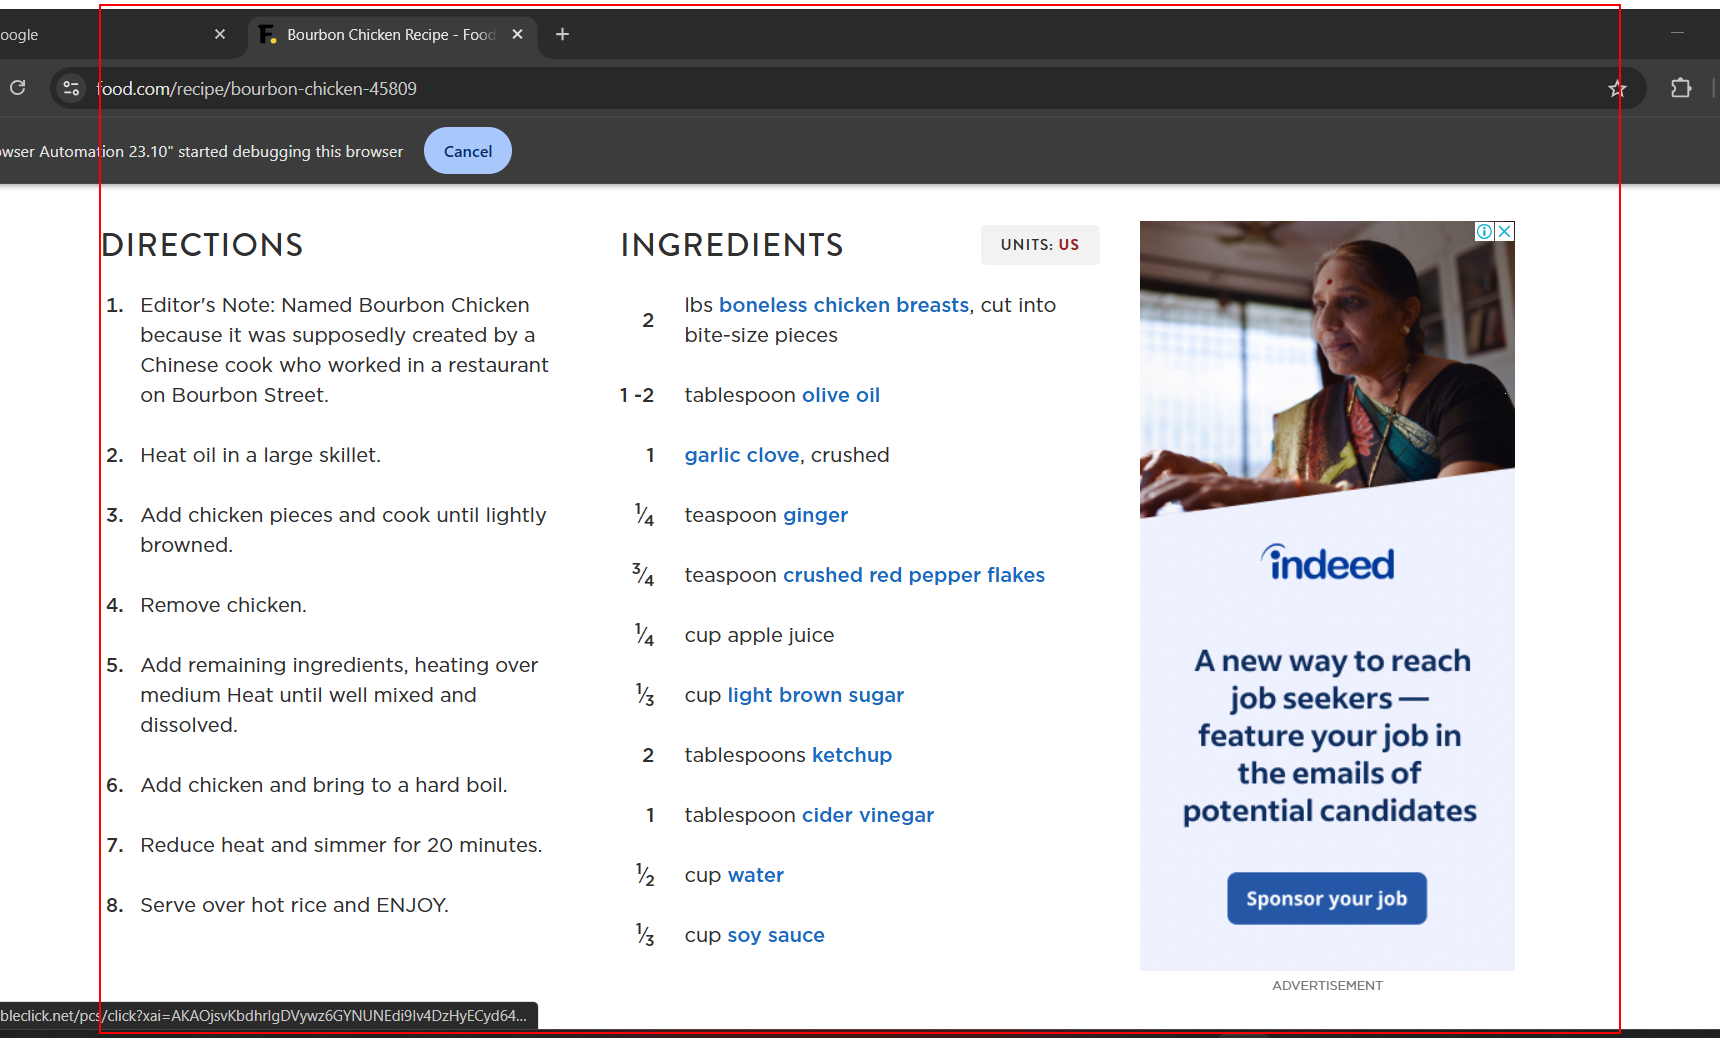 oogle
Bourbon Chicken Recipe - Food
food.com/recipe/bourbon-chicken-45809
owser Automation 23.10" started debugging this browser
Cancel
DIRECTIONS
1. Editor's Note: Named Bourbon Chicken
because it was supposedly created by a
Chinese cook who worked in a restaurant
on Bourbon Street.
2. Heat oil in a large skillet.
3. Add chicken pieces and cook until lightly
browned.
4. Remove chicken.
5. Add remaining ingredients, heating over
medium Heat until well mixed and
dissolved.
6. Add chicken and bring to a hard boil.
7. Reduce heat and simmer for 20 minutes.
8. Serve over hot rice and ENJOY.
INGREDIENTS
UNITS: US
2 lbs boneless chicken breasts, cut into
bite-size pieces
1 -2 tablespoon olive oil
1 garlic clove, crushed
1⁄4 teaspoon ginger
3⁄4 teaspoon crushed red pepper flakes
1⁄4 cup apple juice
1⁄3 cup light brown sugar
2 tablespoons ketchup
1 tablespoon cider vinegar
1⁄2 cup water
1⁄3 cup soy sauce
indeed
A new way to reach
job seekers —
feature your job in
the emails of
potential candidates
Sponsor your job
ADVERTISEMENT
bleclick.net/pcs/click?xai=AKAOjsvKbdhrIgDVywz6GYNUNEdi9Iv4DzHyECyd64...